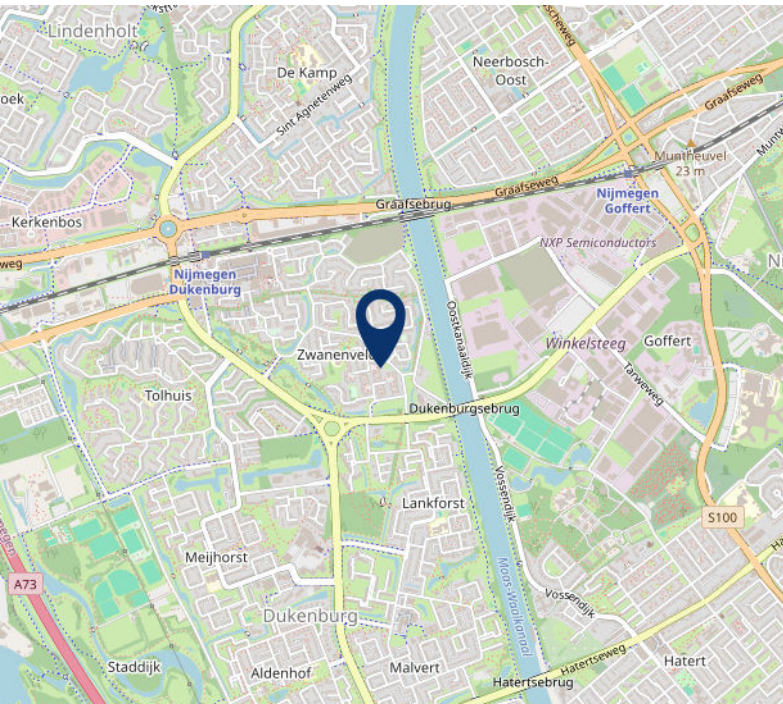 Lindenholt
De Kamp
Sint Agnetenweg
Neerbosch-
Oost
Graafseweg
Muntheuvel
23 m
Graafsebrug
Graafseweg
Nijmegen
Goffert
Kerkenbos
NXP Semiconductors
weg
Nijmegen
Dukenburg
Oostkanaaldijk
Winkelsteeg
Goffert
Tarweweg
Tolhuis
Dukenburgsebrug
Vossendijk
Lankforst
S100
Meijhorst
A73
Maas-Waalkanaal
Vossendijk
Dukenburg
Staddijk
Aldenhof
Malvert
Hatertseweg
Hatert
Hatertsebrug